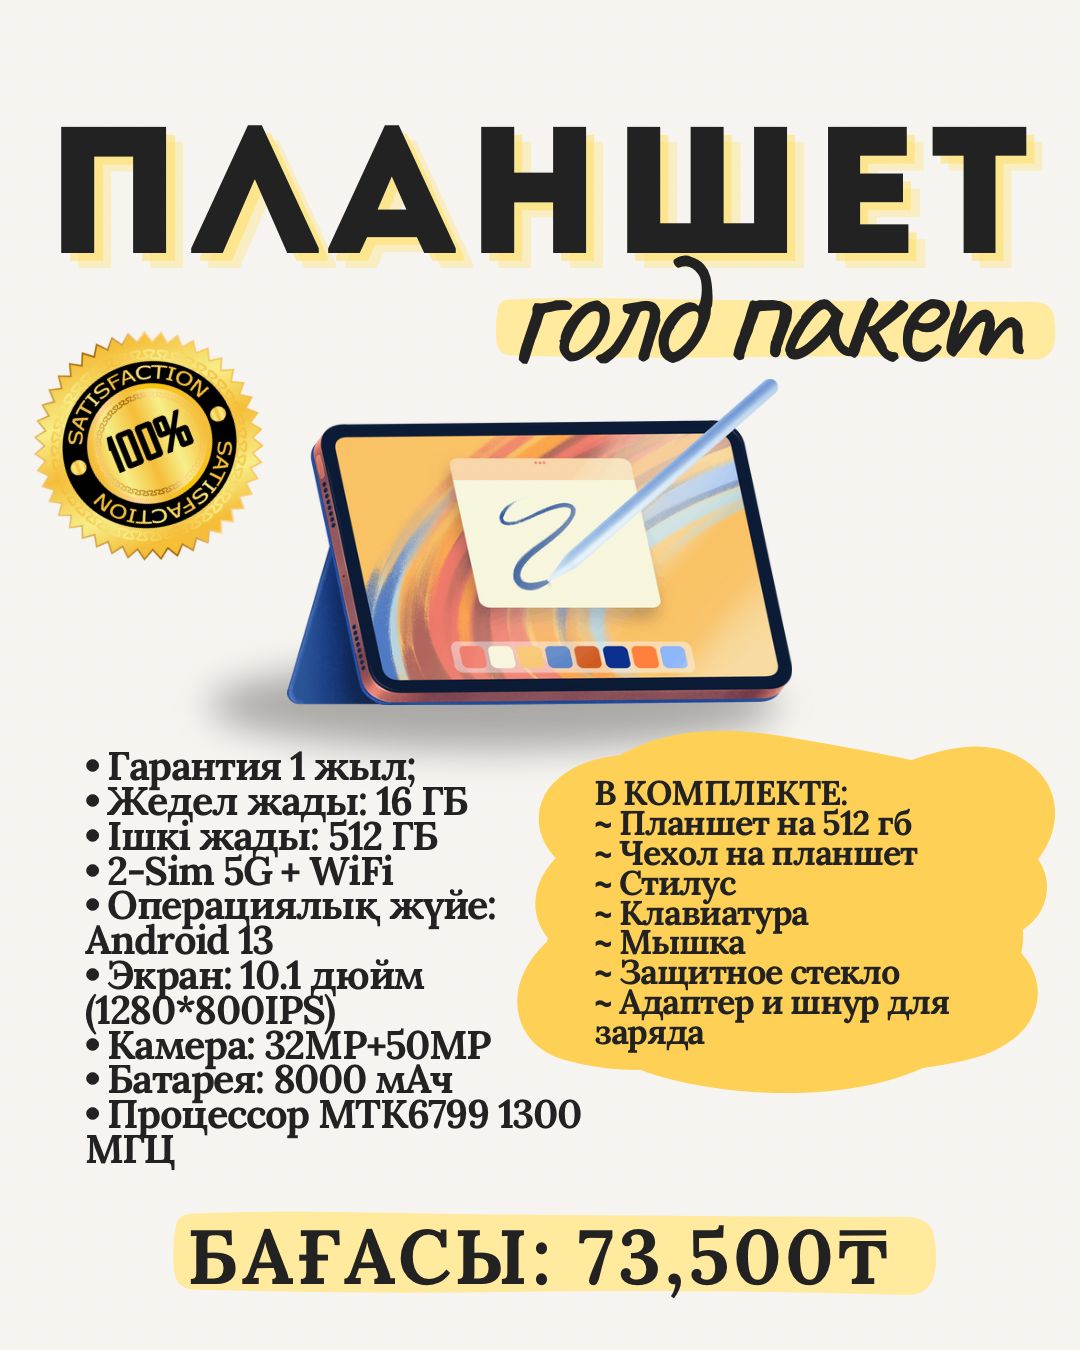 ПЛАНШЕТ
голд пакет
SATISFACTION
100%
SATISFACTION
• Гарантия 1 жыл;
• Жедел жады: 16 ГБ
• Ішкі жады: 512 ГБ
• 2-Sim 5G + WiFi
• Операциялық жүйе:
Android 13
• Экран: 10.1 дюйм
(1280*800IPS)
• Камера: 32MP+50MP
• Батарея: 8000 мАч
• Процессор МТК6799 1300
МГЦ
В КОМПЛЕКТЕ:
~ Планшет на 512 гб
~ Чехол на планшет
~ Стилус
~ Клавиатура
~ Мышка
~ Защитное стекло
~ Адаптер и шнур для
заряда
БАҒАСЫ: 73,500₸